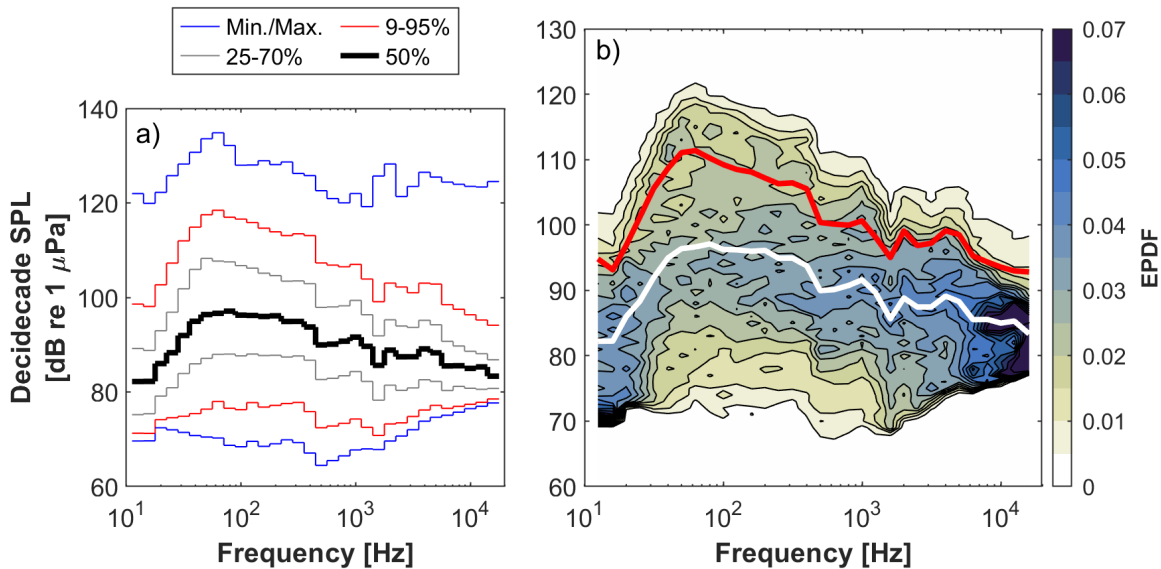 Min./Max. 9-95%
25-70% 50%
a)
140
120
100
80
60
10^1 10^2 10^3 10^4
Frequency [Hz]
Decidecade SPL
[dB re 1 μPa]
b)
130
120
110
100
90
80
70
60
10^1 10^2 10^3 10^4
Frequency [Hz]
0.07
0.06
0.05
0.04
0.03
0.02
0.01
0
EPDF